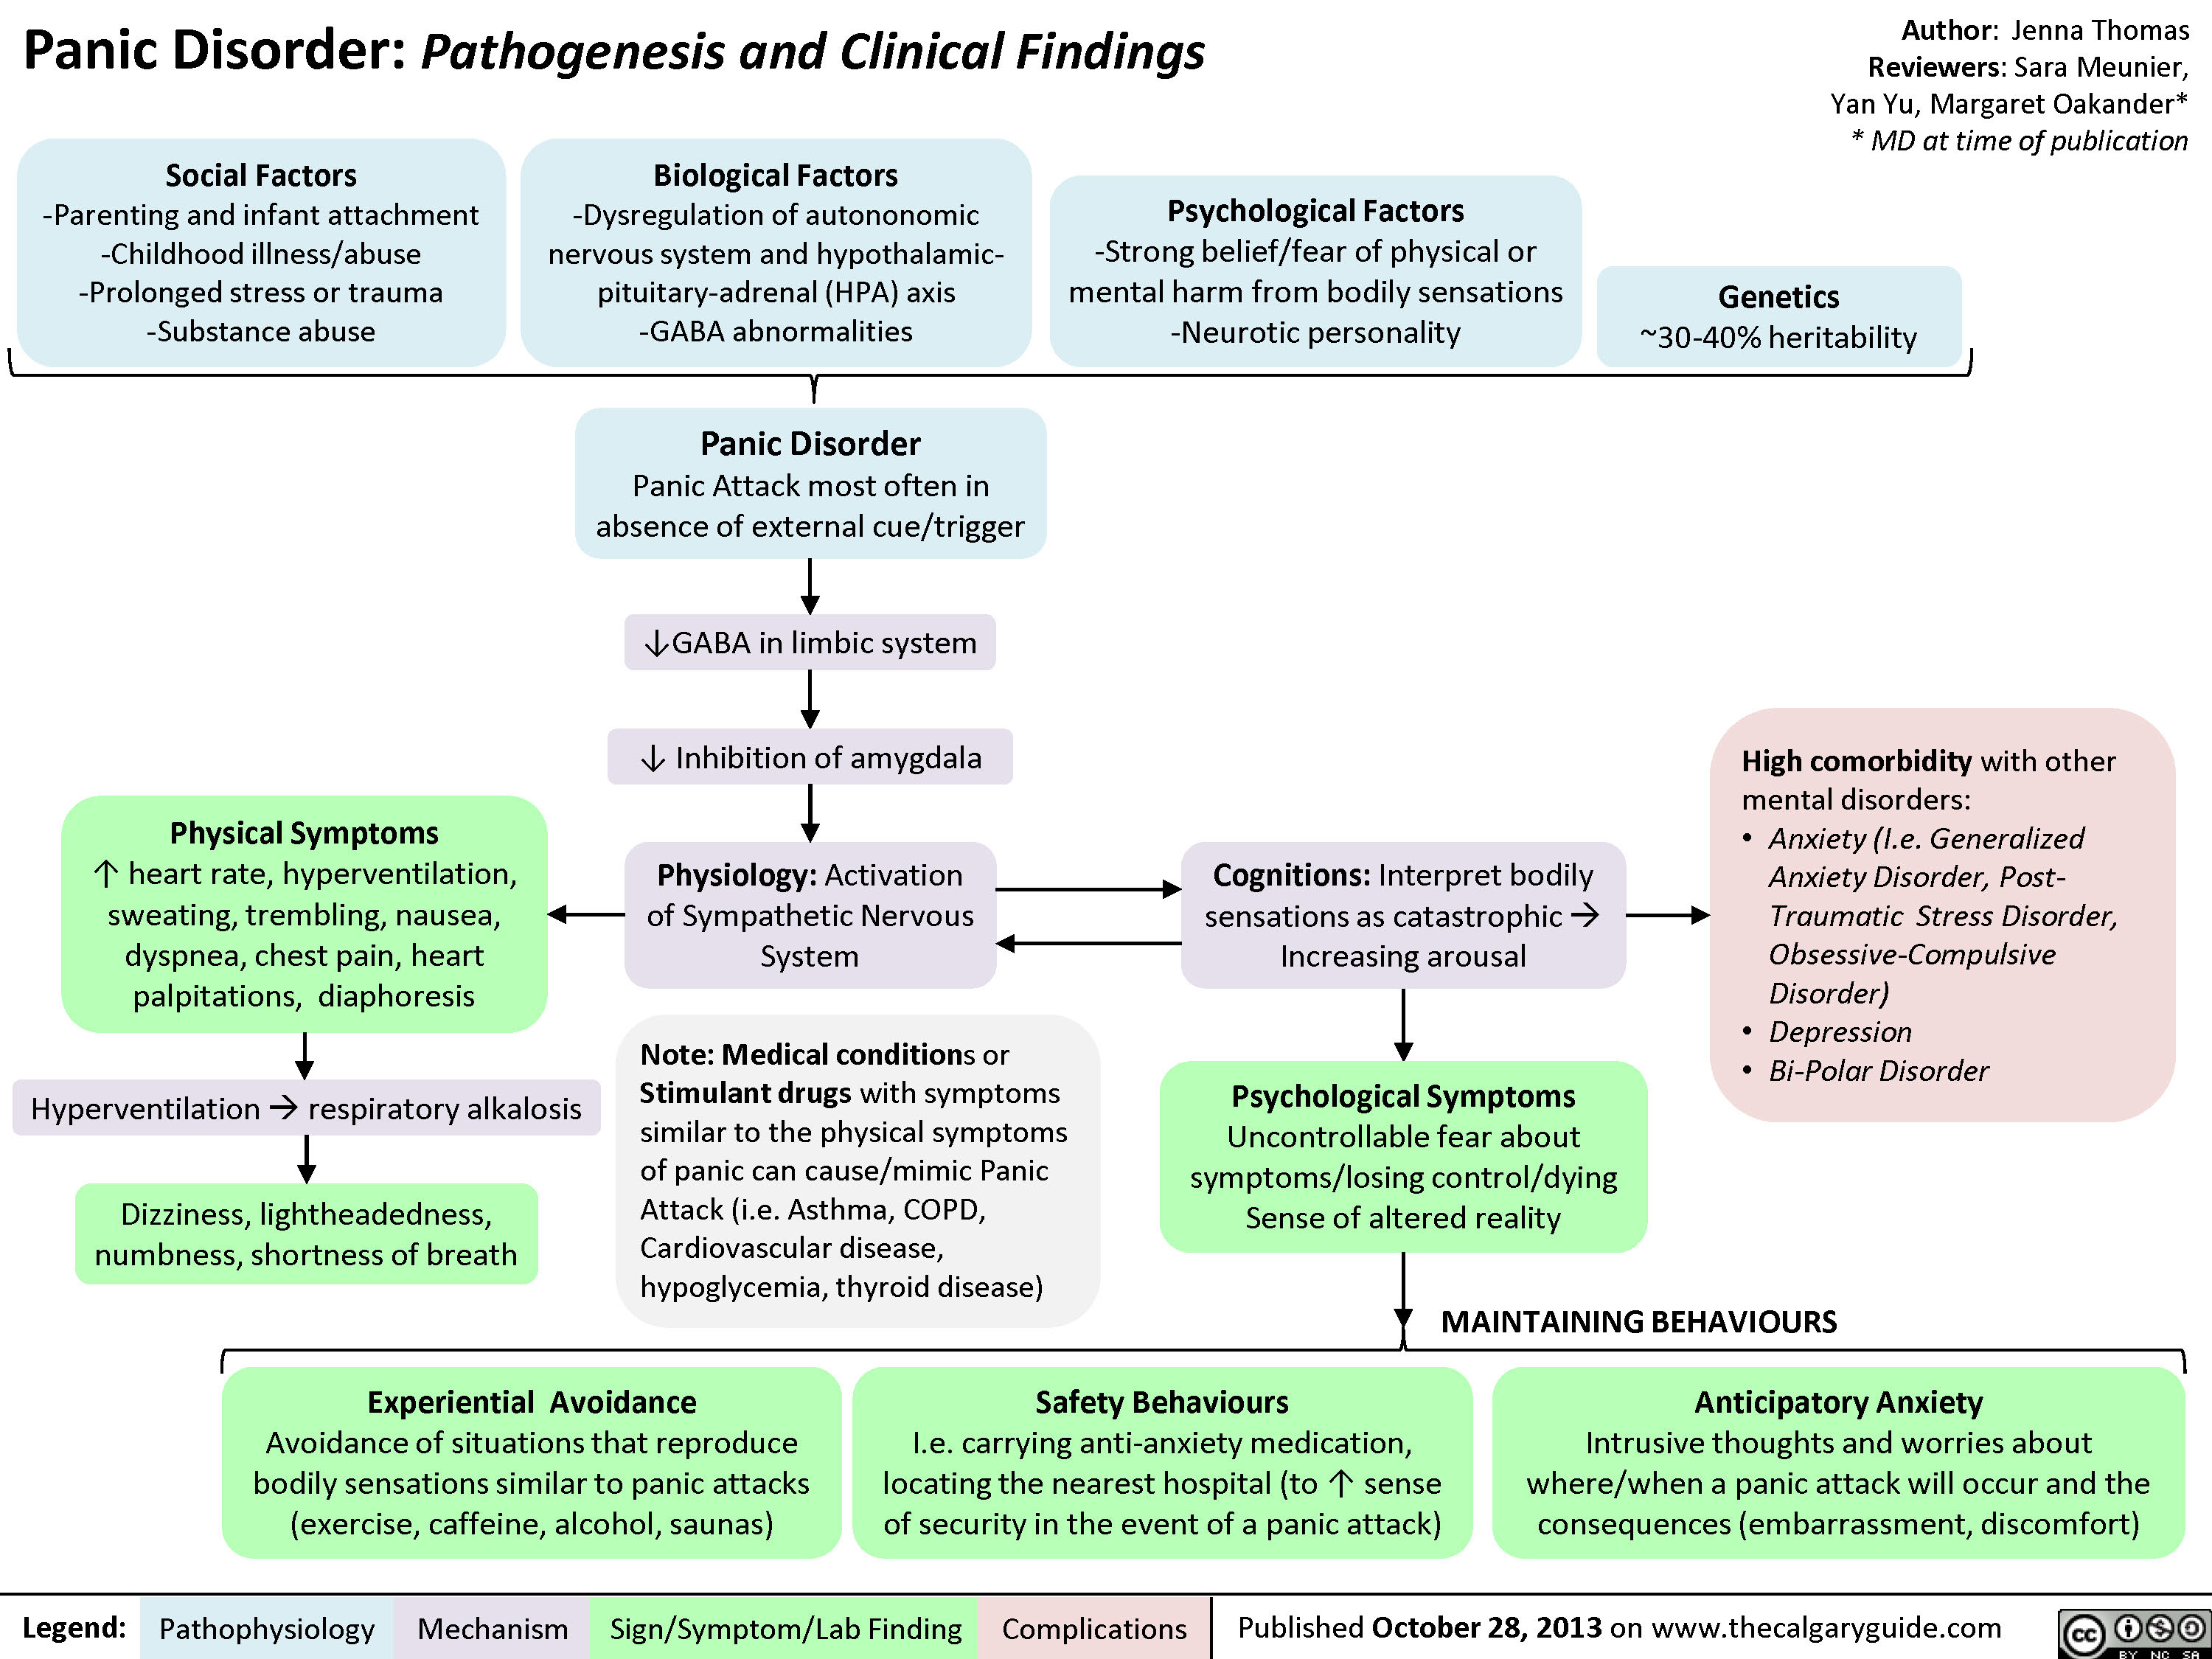 Panic Disorder: Pathogenesis and Clinical Findings
Author: Jenna Thomas
Reviewers: Sara Meunier,
Yan Yu, Margaret Oakander*
* MD at time of publication
Social Factors
-Parenting and infant attachment
-Childhood illness/abuse
-Prolonged stress or trauma
-Substance abuse
Biological Factors
-Dysregulation of autononomic
nervous system and hypothalamic-
pituitary-adrenal (HPA) axis
-GABA abnormalities
Psychological Factors
-Strong belief/fear of physical or
mental harm from bodily sensations
-Neurotic personality
Genetics
~30-40% heritability
Panic Disorder
Panic Attack most often in
absence of external cue/trigger
↓GABA in limbic system
↓ Inhibition of amygdala
Physical Symptoms
↑ heart rate, hyperventilation,
sweating, trembling, nausea,
dyspnea, chest pain, heart
palpitations, diaphoresis
Physiology: Activation
of Sympathetic Nervous
System
Cognitions: Interpret bodily
sensations as catastrophic →
Increasing arousal
High comorbidity with other
mental disorders:
• Anxiety (I.e. Generalized
Anxiety Disorder, Post-
Traumatic Stress Disorder,
Obsessive-Compulsive
Disorder)
• Depression
• Bi-Polar Disorder
Hyperventilation → respiratory alkalosis
Dizziness, lightheadedness,
numbness, shortness of breath
Note: Medical conditions or
Stimulant drugs with symptoms
similar to the physical symptoms
of panic can cause/mimic Panic
Attack (i.e. Asthma, COPD,
Cardiovascular disease,
hypoglycemia, thyroid disease)
Psychological Symptoms
Uncontrollable fear about
symptoms/losing control/dying
Sense of altered reality
MAINTAINING BEHAVIOURS
Experiential Avoidance
Avoidance of situations that reproduce
bodily sensations similar to panic attacks
(exercise, caffeine, alcohol, saunas)
Safety Behaviours
I.e. carrying anti-anxiety medication,
locating the nearest hospital (to ↑ sense
of security in the event of a panic attack)
Anticipatory Anxiety
Intrusive thoughts and worries about
where/when a panic attack will occur and the
consequences (embarrassment, discomfort)
Legend: Pathophysiology Mechanism Sign/Symptom/Lab Finding Complications
Published October 28, 2013 on www.thecalgaryguide.com
cc
BY NC SA